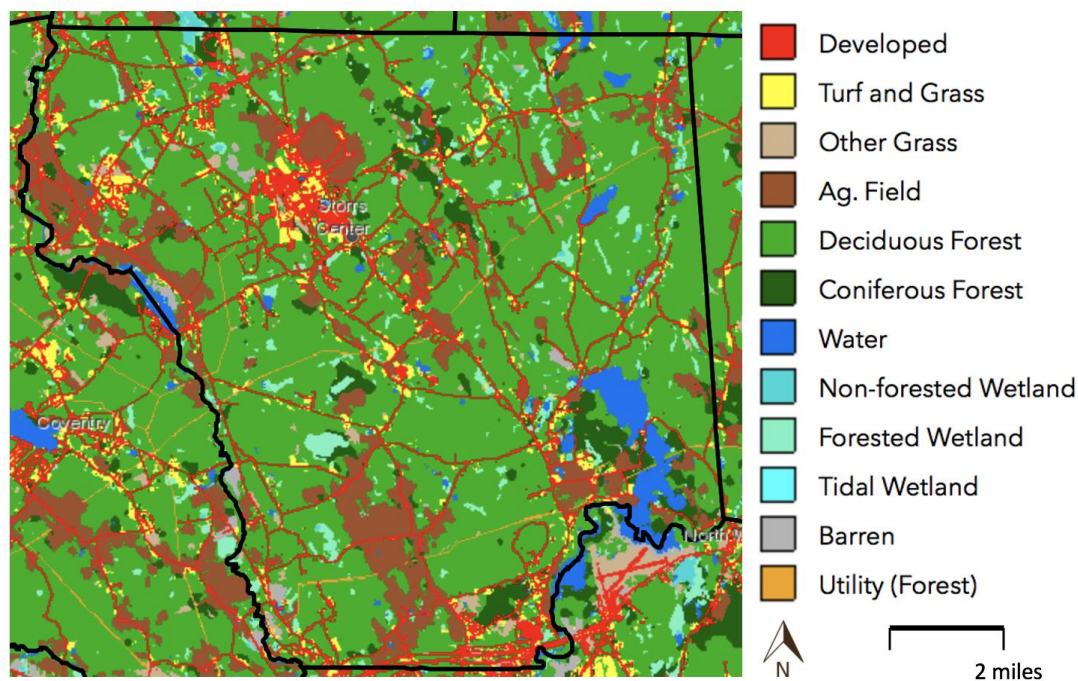 Developed
Turf and Grass
Other Grass
Ag. Field
Deciduous Forest
Coniferous Forest
Water
Non-forested Wetland
Forested Wetland
Tidal Wetland
Barren
Utility (Forest)
N
2 miles
Storrs
Center
Coventry
North W